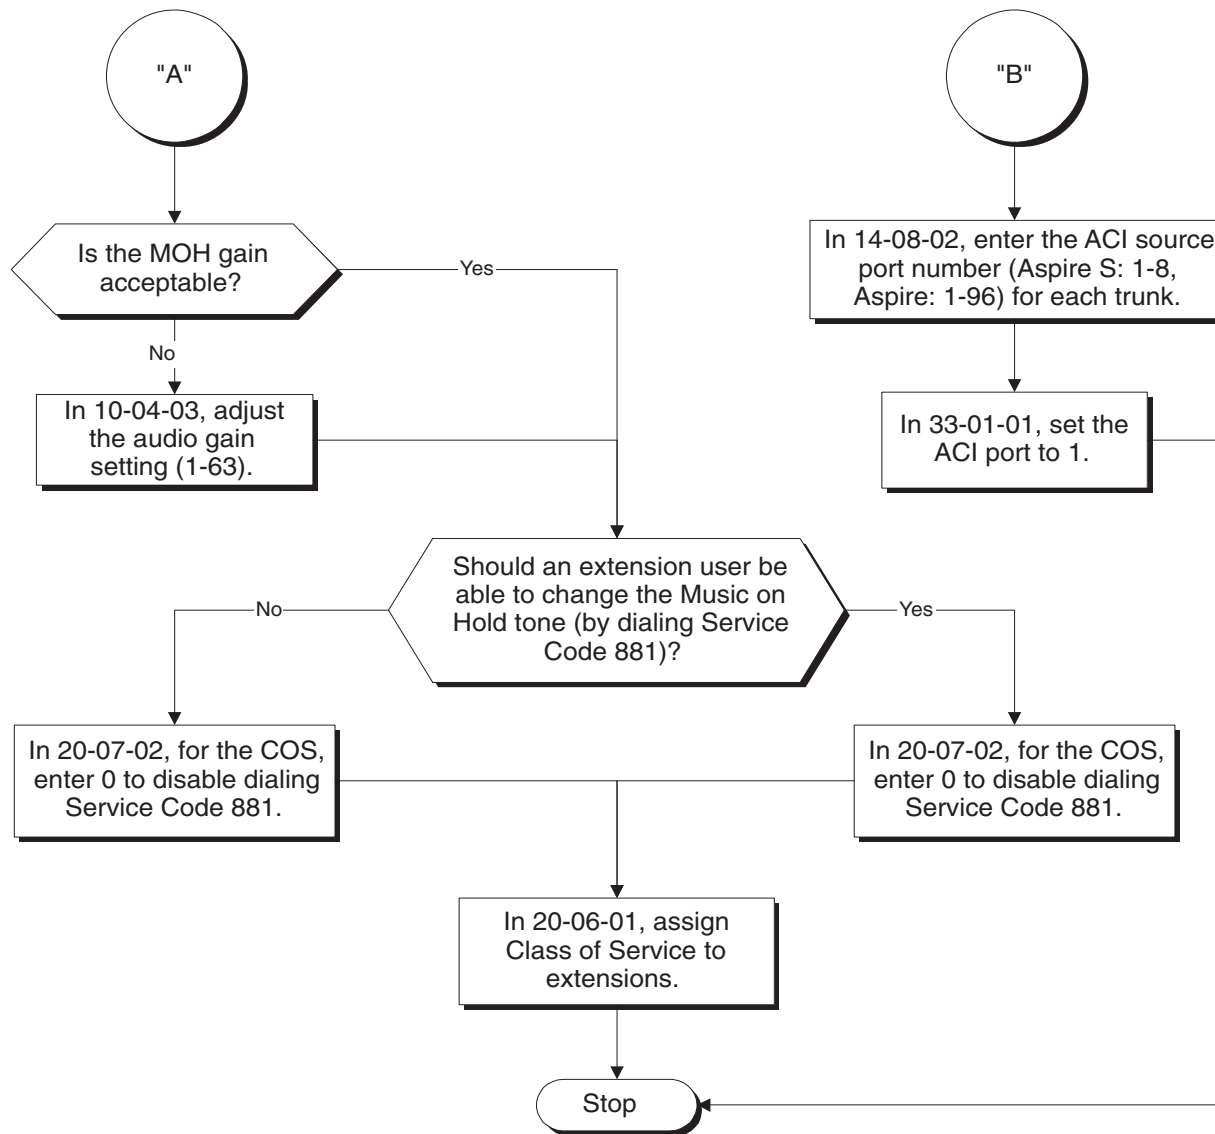 "A"
"B"
Is the MOH gain
acceptable?
Yes
No
In 10-04-03, adjust
the audio gain
setting (1-63).
In 14-08-02, enter the ACI source
port number (Aspire S: 1-8,
Aspire: 1-96) for each trunk.
In 33-01-01, set the
ACI port to 1.
Should an extension user be
able to change the Music on
Hold tone (by dialing Service
Code 881)?
No
Yes
In 20-07-02, for the COS,
enter 0 to disable dialing
Service Code 881.
In 20-07-02, for the COS,
enter 0 to disable dialing
Service Code 881.
In 20-06-01, assign
Class of Service to
extensions.
Stop